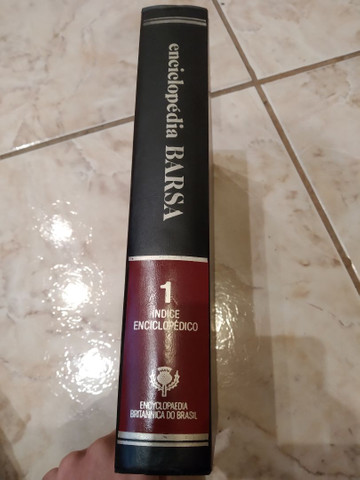 enciclopédia BARSA
1
ÍNDICE
ENCICLOPÉDICO
ENCYCLOPAEDIA
BRITANNICA DO BRASIL